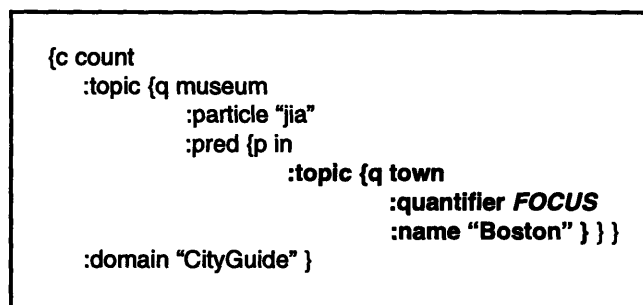 {c count
:topic {q museum
:particle “jia”
:pred {p in
:topic {q town
:quantifier FOCUS
:name “Boston” } } }
:domain “CityGuide” }